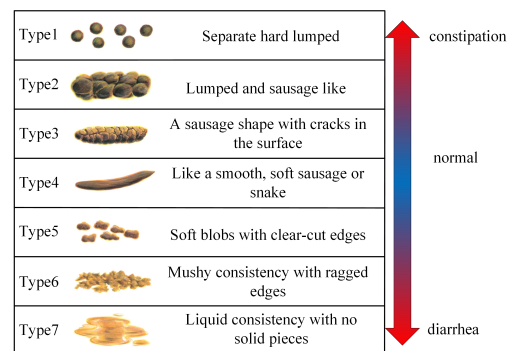 Type1
Separate hard lumped
constipation
Type2
Lumped and sausage like
Type3
A sausage shape with cracks in
the surface
normal
Type4
Like a smooth, soft sausage or
snake
Type5
Soft blobs with clear-cut edges
Type6
Mushy consistency with ragged
edges
Type7
Liquid consistency with no
solid pieces
diarrhea